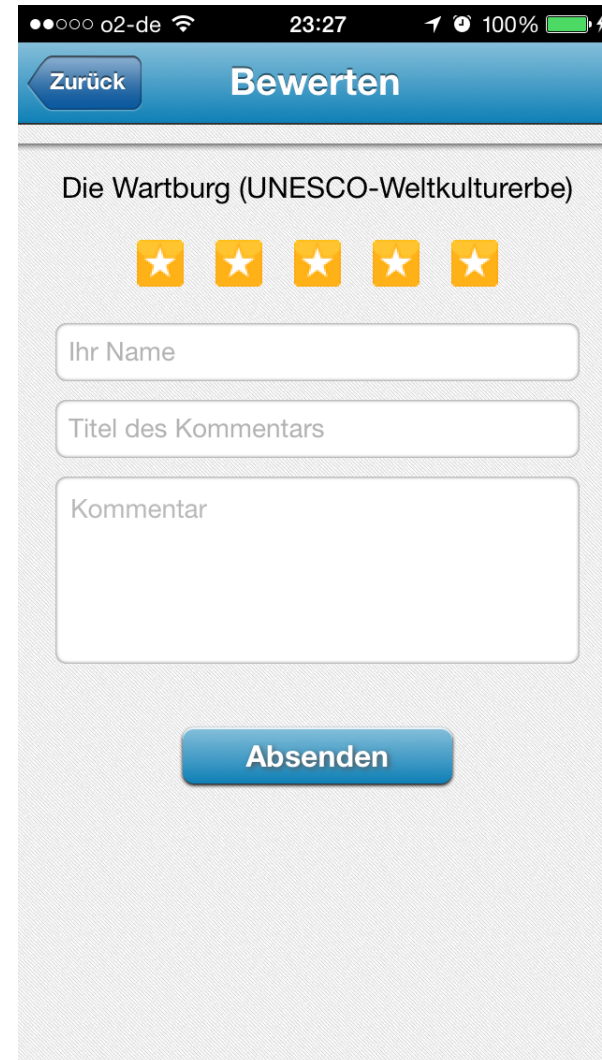 o2-de 23:27 100%
Zurück Bewerten
Die Wartburg (UNESCO-Weltkulturerbe)
Ihr Name
Titel des Kommentars
Kommentar
Absenden